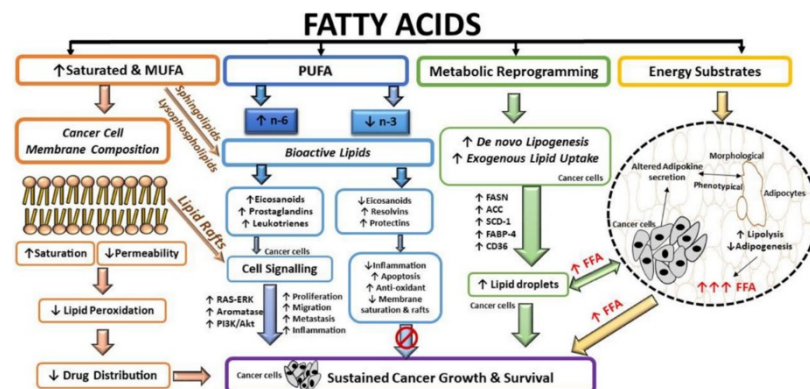 FATTY ACIDS
↑Saturated & MUFA
PUFA
Metabolic Reprogramming
Energy Substrates
Sphingolipids
Lysophospholipids
↑ n-6
↓ n-3
Cancer Cell
Membrane Composition
Bioactive Lipids
↑ De novo Lipogenesis
↑ Exogenous Lipid Uptake
Cancer cells
Altered Adipokine
secretion
Morphological
Phenotypical
Adipocytes
Cancer cells
↑ Lipolysis
↓ Adipogenesis
↑↑↑ FFA
Lipid Rafts
↑Eicosanoids
↑ Prostaglandins
↑ Leukotrienes
↓Eicosanoids
↑ Resolvins
↑ Protectins
↑ FASN
↑ ACC
↑ SCD-1
↑ FABP-4
↑ CD36
↑Saturation
↓Permeability
Cancer cells
Cell Signalling
↓Inflammation
↑ Apoptosis
↑ Anti-oxidant
↓ Membrane
saturation & rafts
↑ Lipid droplets
Cancer cells
↑ FFA
↑ FFA
↓ Lipid Peroxidation
↑ RAS-ERK
↑ Aromatase
↑ PI3K/Akt
↑ Proliferation
↑ Migration
↑ Metastasis
↑ Inflammation
↓ Drug Distribution
Cancer cells
Sustained Cancer Growth & Survival